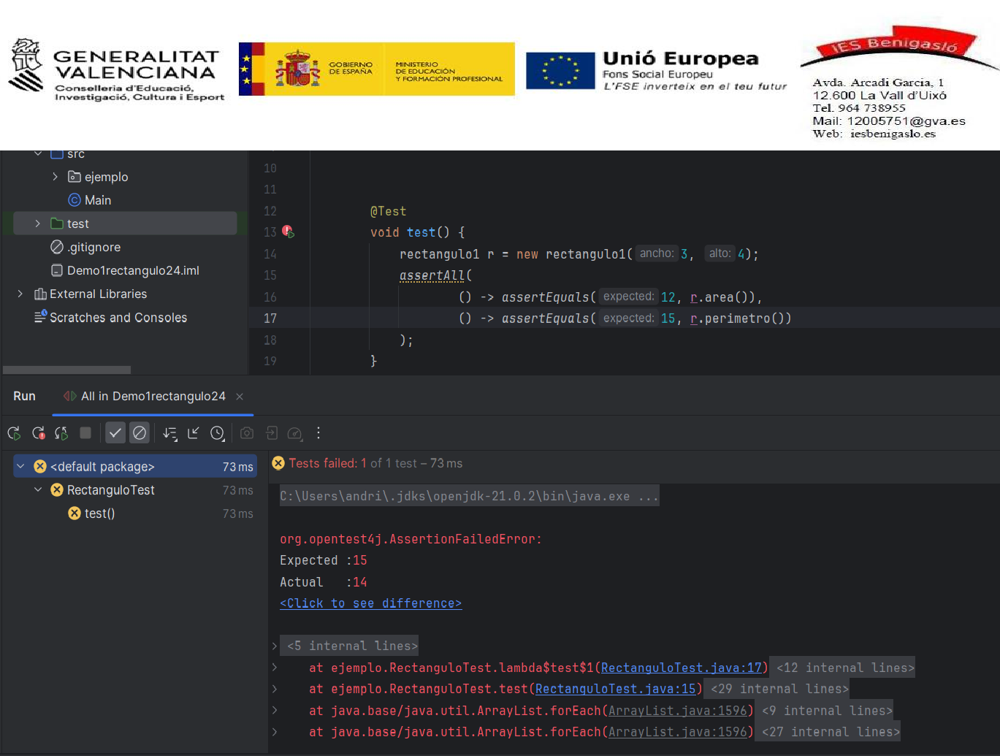 GENERALITAT
VALENCIANA
Conselleria d'Educació,
Investigació, Cultura i Esport
GOBIERNO
DE ESPAÑA
MINISTERIO
DE EDUCACIÓN
Y FORMACIÓN PROFESIONAL
Unió Europea
Fons Social Europeu
L'FSE inverteix en el teu futur
IES Benigasló
Avda. Arcadi Garcia, 1
12.600 La Vall d'Uixó
Tel. 964 738955
Mail: 12005751@gva.es
Web: iesbenigaslo.es
src
ejemplo
Main
test
.gitignore
Demo1rectangulo24.iml
External Libraries
Scratches and Consoles
10
11
12 @Test
13 void test() {
14 rectangulo1 r = new rectangulo1( ancho: 3, alto: 4);
15 assertAll(
16 () -> assertEquals( expected: 12, r.area()),
17 () -> assertEquals( expected: 15, r.perimetro())
18 );
19 }
Run All in Demo1rectangulo24
<default package> 73 ms
RectanguloTest 73 ms
test() 73 ms
Tests failed: 1 of 1 test – 73 ms
C:\Users\andri\.jdks\openjdk-21.0.2\bin\java.exe ...
org.opentest4j.AssertionFailedError:
Expected :15
Actual :14
<Click to see difference>
<5 internal lines>
at ejemplo.RectanguloTest.lambda$test$1(RectanguloTest.java:17) <12 internal lines>
at ejemplo.RectanguloTest.test(RectanguloTest.java:15) <29 internal lines>
at java.base/java.util.ArrayList.forEach(ArrayList.java:1596) <9 internal lines>
at java.base/java.util.ArrayList.forEach(ArrayList.java:1596) <27 internal lines>